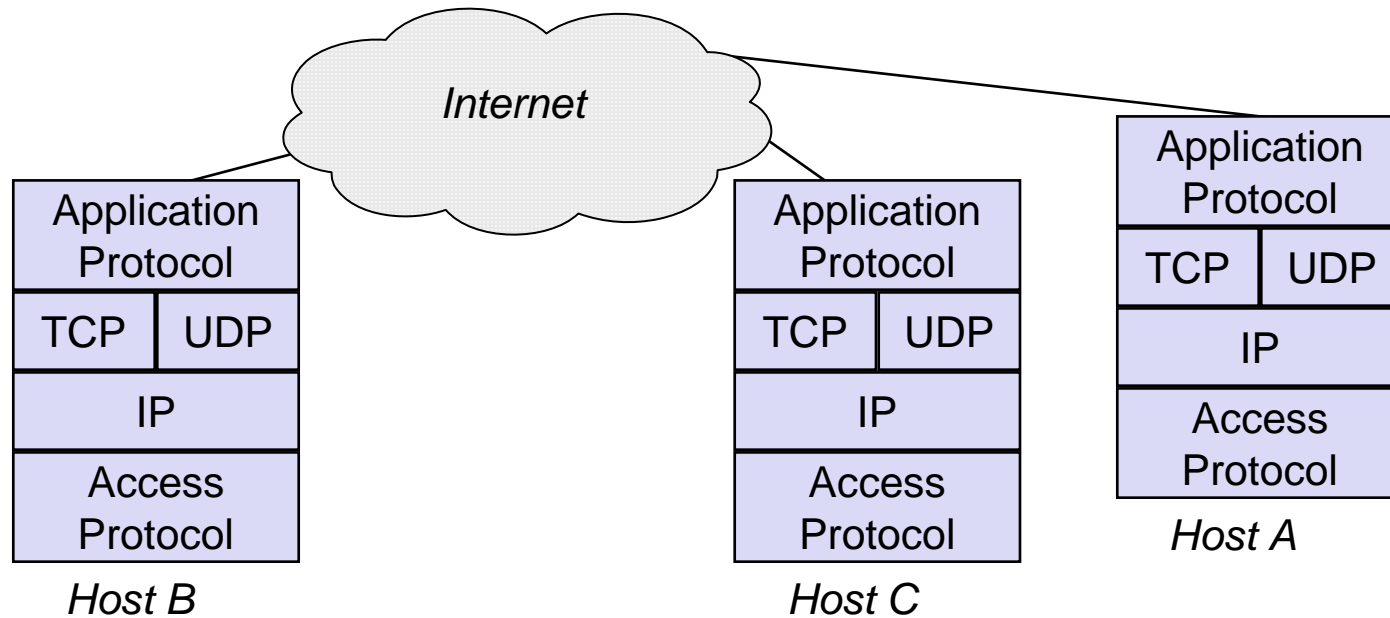 Internet
Application
Protocol
TCP UDP
IP
Access
Protocol
Host B
Application
Protocol
TCP UDP
IP
Access
Protocol
Host C
Application
Protocol
TCP UDP
IP
Access
Protocol
Host A